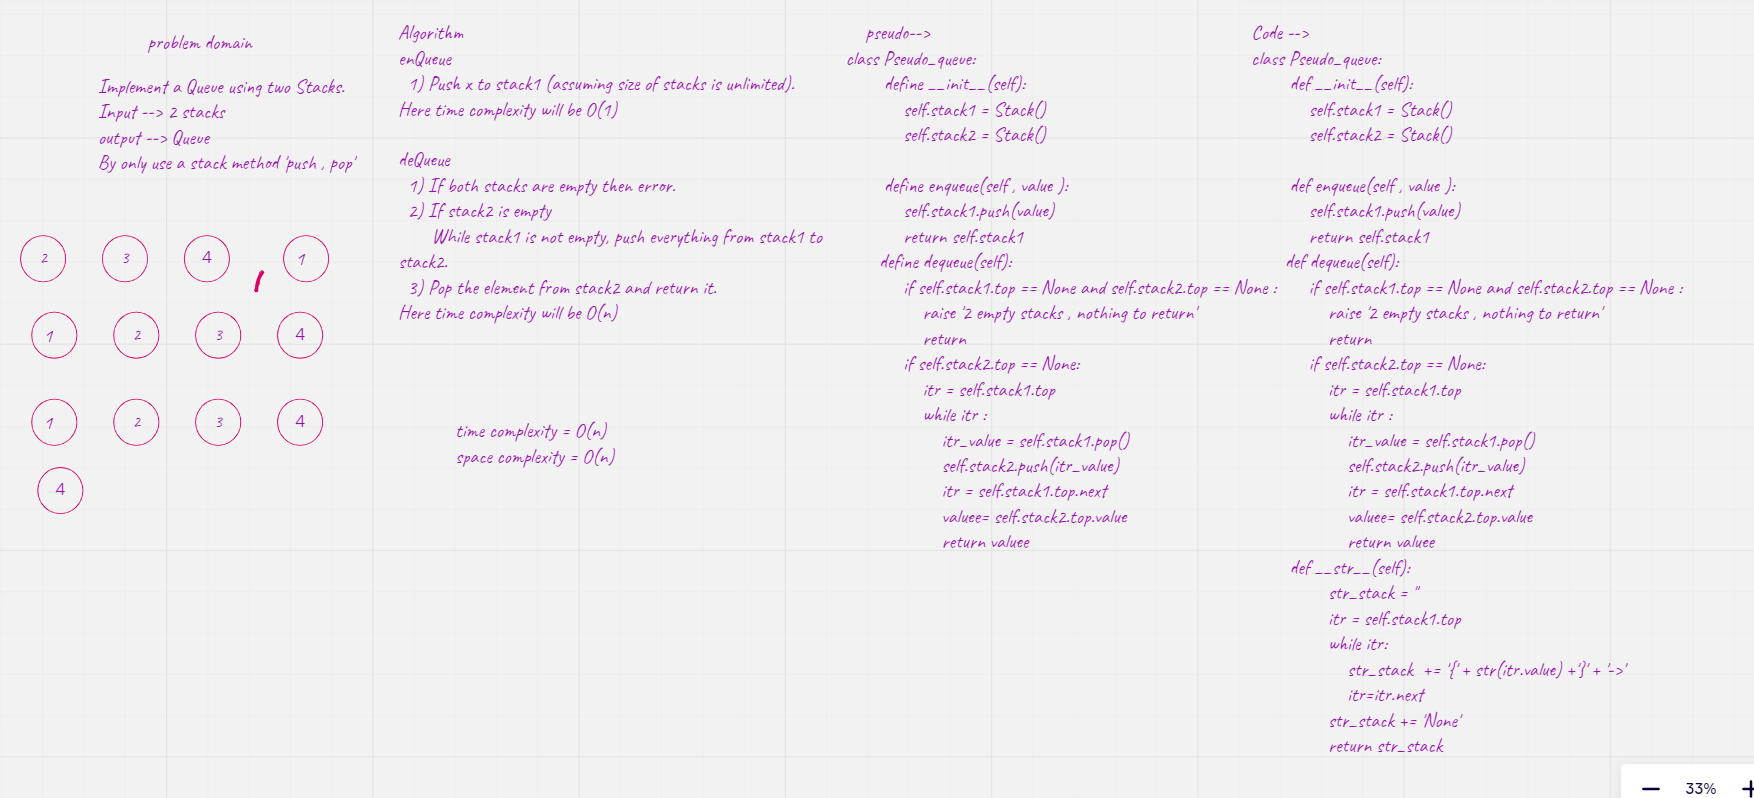 problem domain
Implement a Queue using two Stacks.
Input --> 2 stacks
output --> Queue
By only use a stack method 'push , pop'
2 3 4 1
1 2 3 4
1 2 3 4
4
Algorithm
enQueue
1) Push x to stack1 (assuming size of stacks is unlimited).
Here time complexity will be O(1)
deQueue
1) If both stacks are empty then error.
2) If stack2 is empty
While stack1 is not empty, push everything from stack1 to
stack2.
3) Pop the element from stack2 and return it.
Here time complexity will be O(n)
time complexity = O(n)
space complexity = O(n)
pseudo-->
class Pseudo_queue:
define __init__(self):
self.stack1 = Stack()
self.stack2 = Stack()
define enqueue(self , value ):
self.stack1.push(value)
return self.stack1
define dequeue(self):
if self.stack1.top == None and self.stack2.top == None :
raise '2 empty stacks , nothing to return'
return
if self.stack2.top == None:
itr = self.stack1.top
while itr :
itr_value = self.stack1.pop()
self.stack2.push(itr_value)
itr = self.stack1.top.next
valuee= self.stack2.top.value
return valuee
Code -->
class Pseudo_queue:
def __init__(self):
self.stack1 = Stack()
self.stack2 = Stack()
def enqueue(self , value ):
self.stack1.push(value)
return self.stack1
def dequeue(self):
if self.stack1.top == None and self.stack2.top == None :
raise '2 empty stacks , nothing to return'
return
if self.stack2.top == None:
itr = self.stack1.top
while itr :
itr_value = self.stack1.pop()
self.stack2.push(itr_value)
itr = self.stack1.top.next
valuee= self.stack2.top.value
return valuee
def __str__(self):
str_stack = ''
itr = self.stack1.top
while itr:
str_stack += '{' + str(itr.value) +'}' + '->'
itr=itr.next
str_stack += 'None'
return str_stack
33%